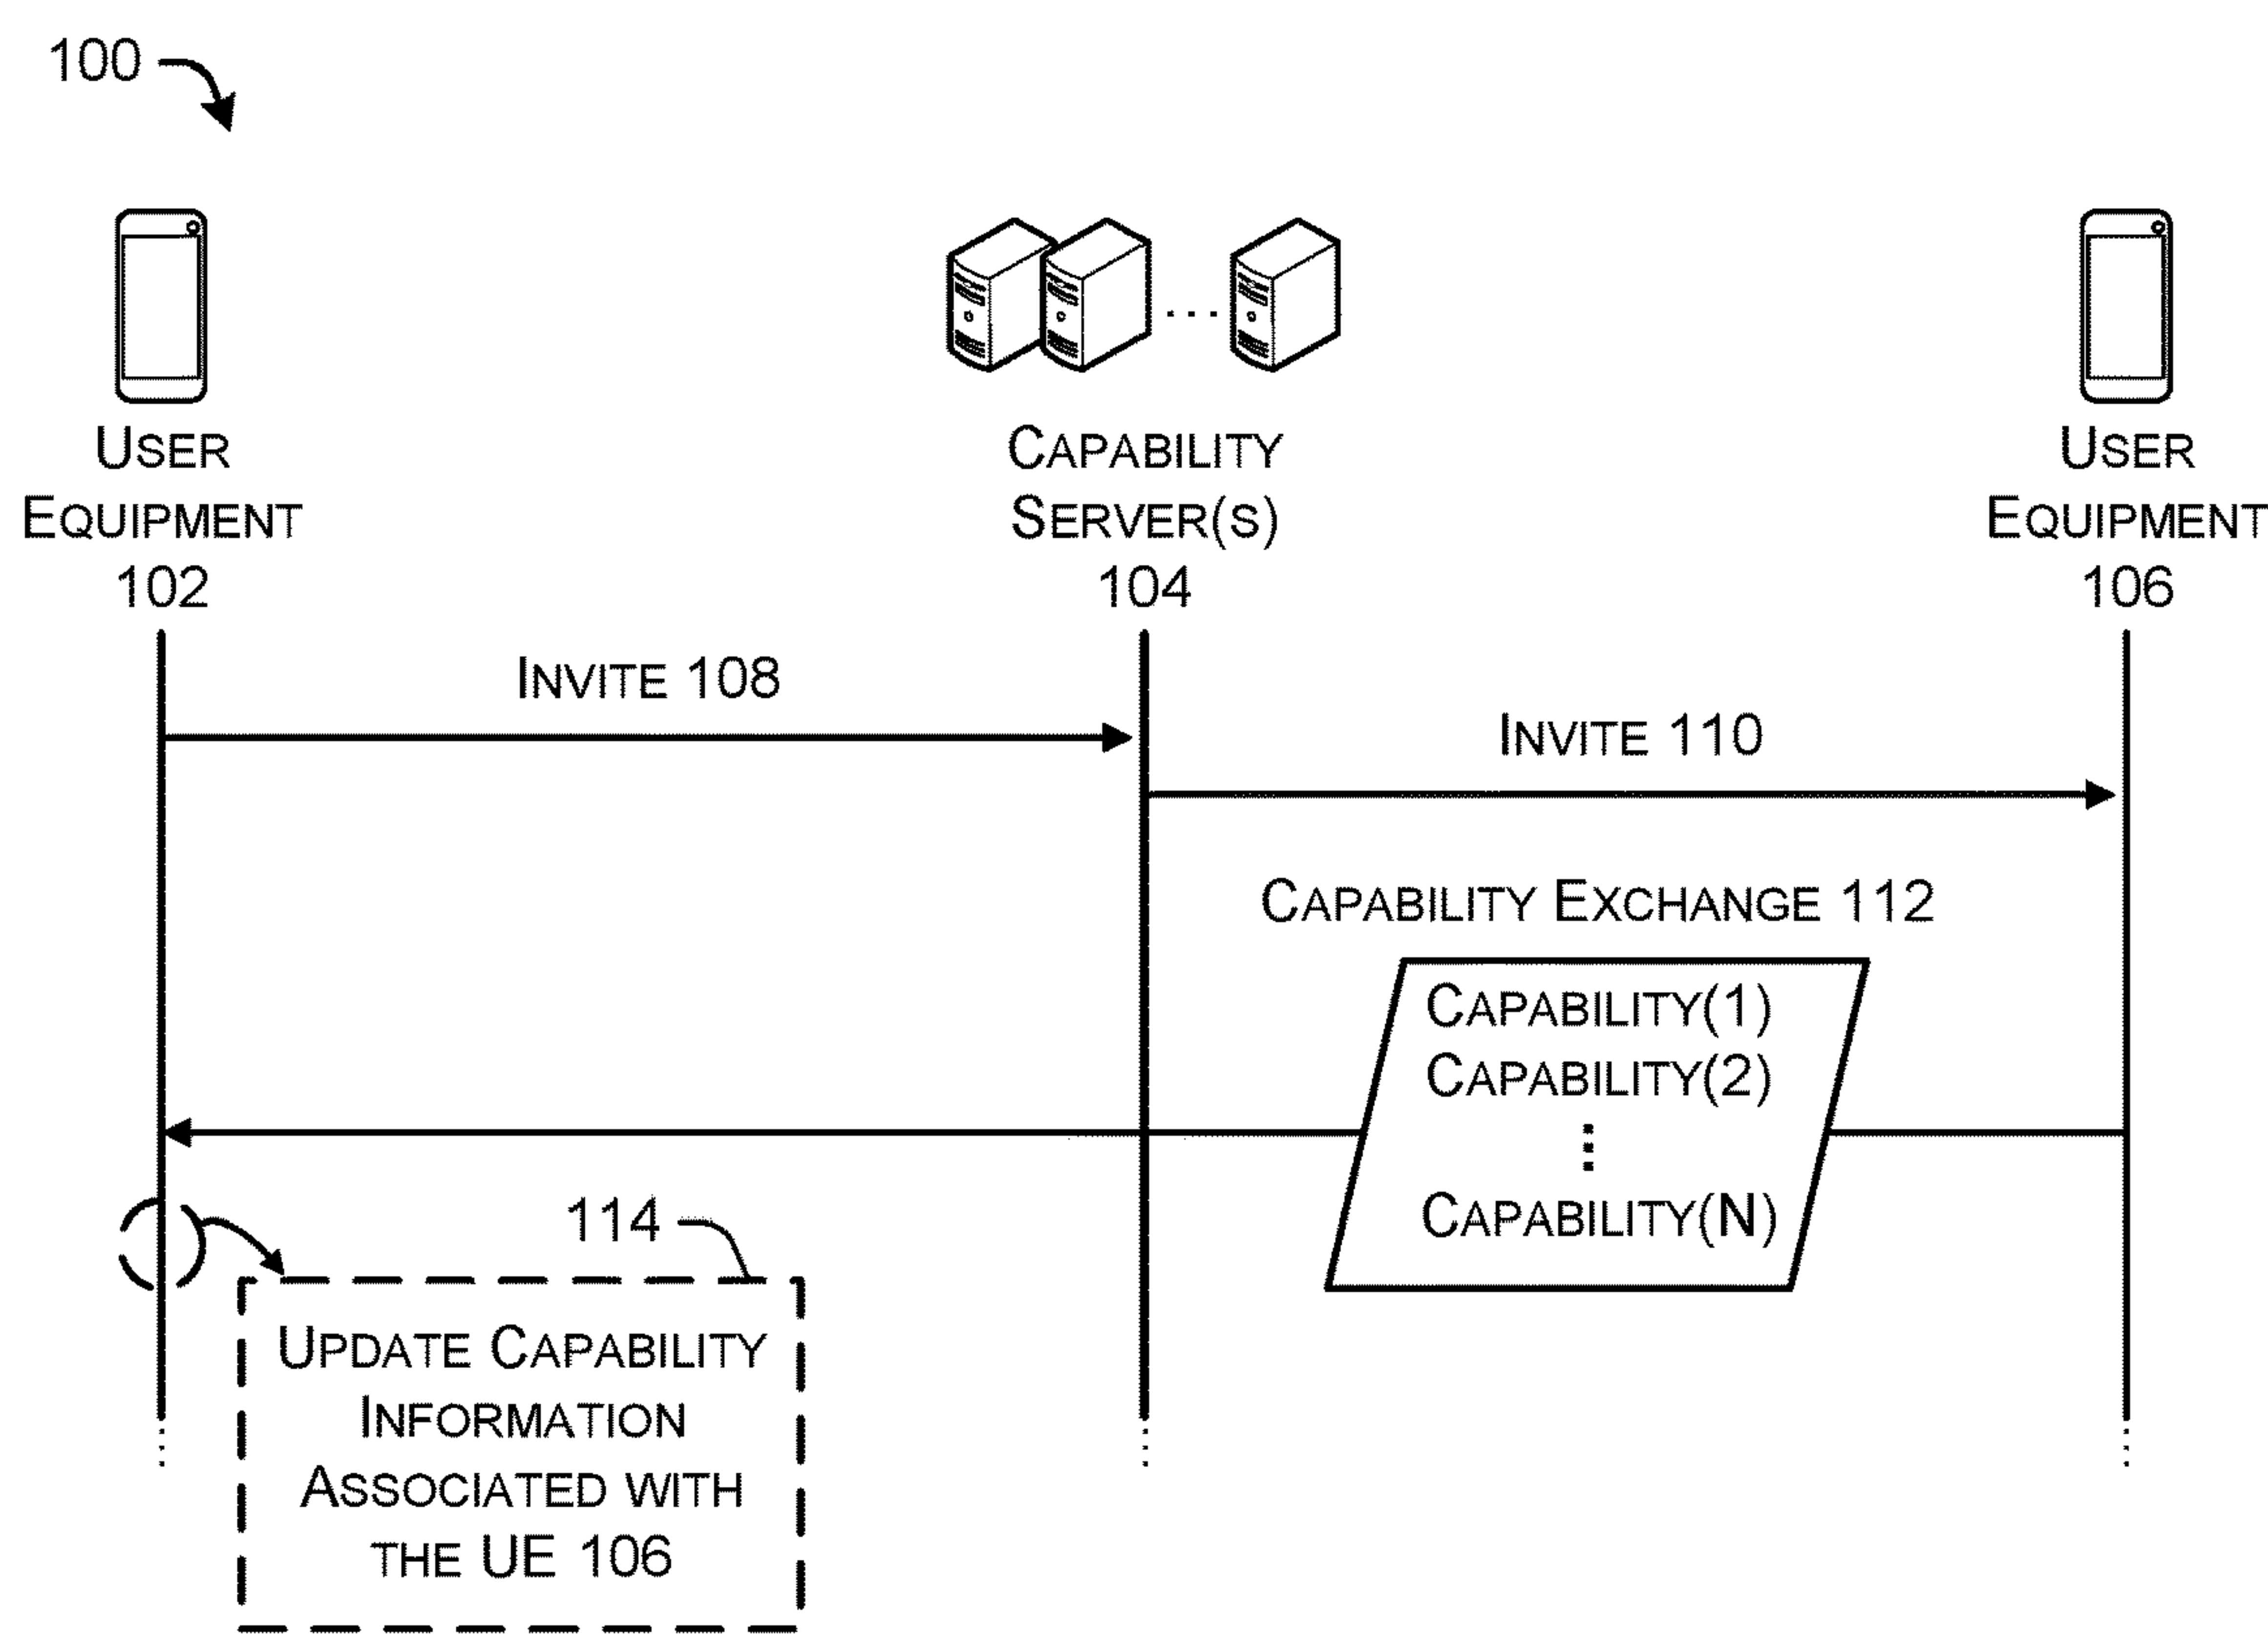 100
USER
EQUIPMENT
102
CAPABILITY
SERVER(S)
104
USER
EQUIPMENT
106
INVITE 108
INVITE 110
CAPABILITY EXCHANGE 112
CAPABILITY(1)
CAPABILITY(2)
⋮
CAPABILITY(N)
114
UPDATE CAPABILITY
INFORMATION
ASSOCIATED WITH
THE UE 106